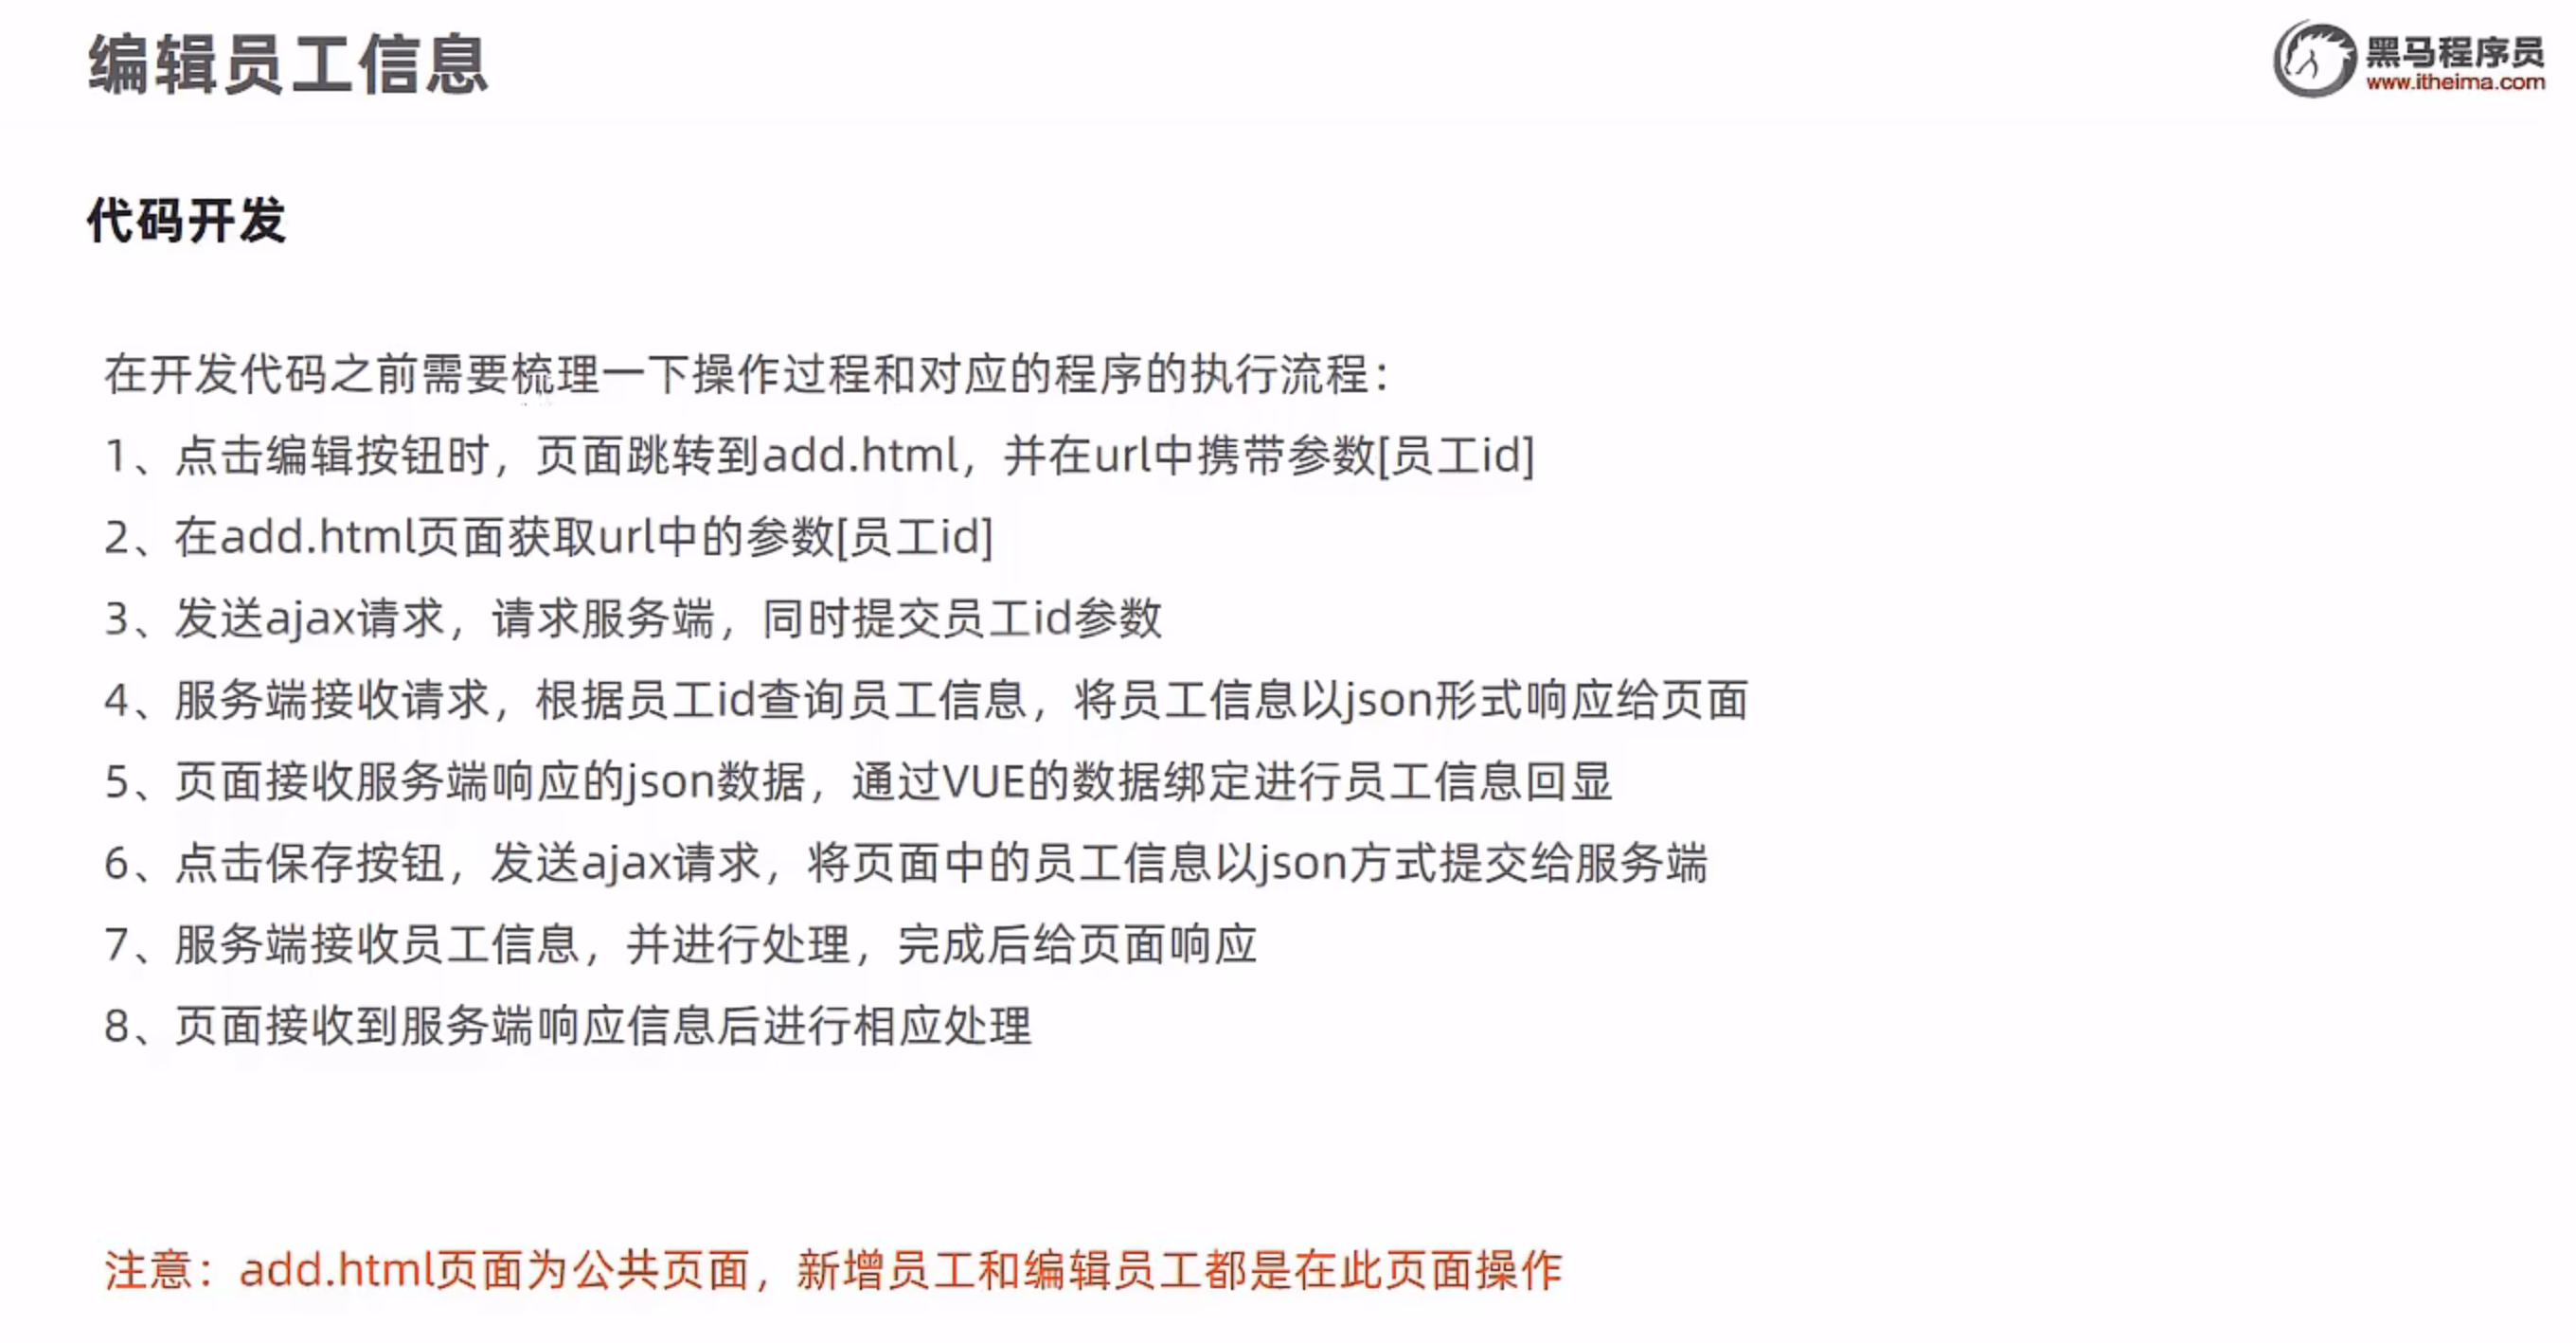 编辑员工信息
黑马程序员
www.itheima.com
代码开发
在开发代码之前需要梳理一下操作过程和对应的程序的执行流程：
1、点击编辑按钮时，页面跳转到add.html，并在url中携带参数[员工id]
2、在add.html页面获取url中的参数[员工id]
3、发送ajax请求，请求服务端，同时提交员工id参数
4、服务端接收请求，根据员工id查询员工信息，将员工信息以json形式响应给页面
5、页面接收服务端响应的json数据，通过VUE的数据绑定进行员工信息回显
6、点击保存按钮，发送ajax请求，将页面中的员工信息以json方式提交给服务端
7、服务端接收员工信息，并进行处理，完成后给页面响应
8、页面接收到服务端响应信息后进行相应处理
注意：add.html页面为公共页面，新增员工和编辑员工都是在此页面操作